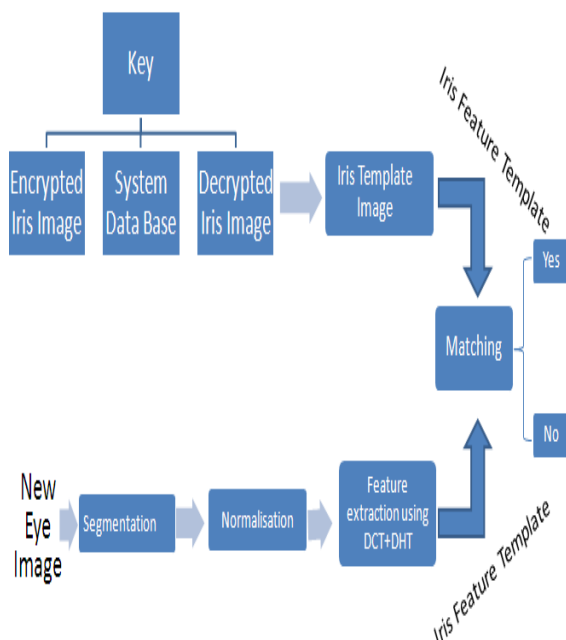 Key
Encrypted
Iris Image
System
Data Base
Decrypted
Iris Image
Iris Template
Image
Iris Feature Template
Yes
Matching
No
New
Eye
Image
Segmentation
Normalisation
Feature
extraction using
DCT+DHT
Iris Feature Template